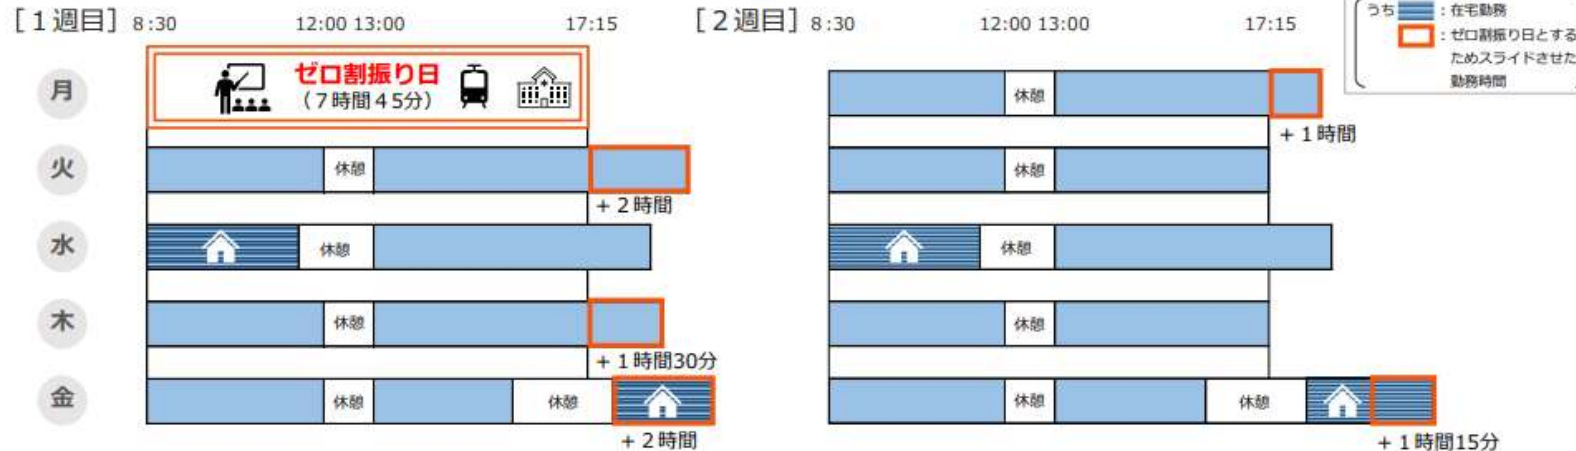 [１週目] 8:30 12:00 13:00 17:15
月 ゼロ割振り日
（７時間４５分）
火 休憩
＋２時間
水 休憩
木 休憩
＋１時間30分
金 休憩 休憩
＋２時間
[２週目] 8:30 12:00 13:00 17:15
休憩
＋１時間
休憩
休憩
休憩
休憩 休憩
＋１時間15分
うち ：在宅勤務
：ゼロ割振り日とする
ためスライドさせた
勤務時間